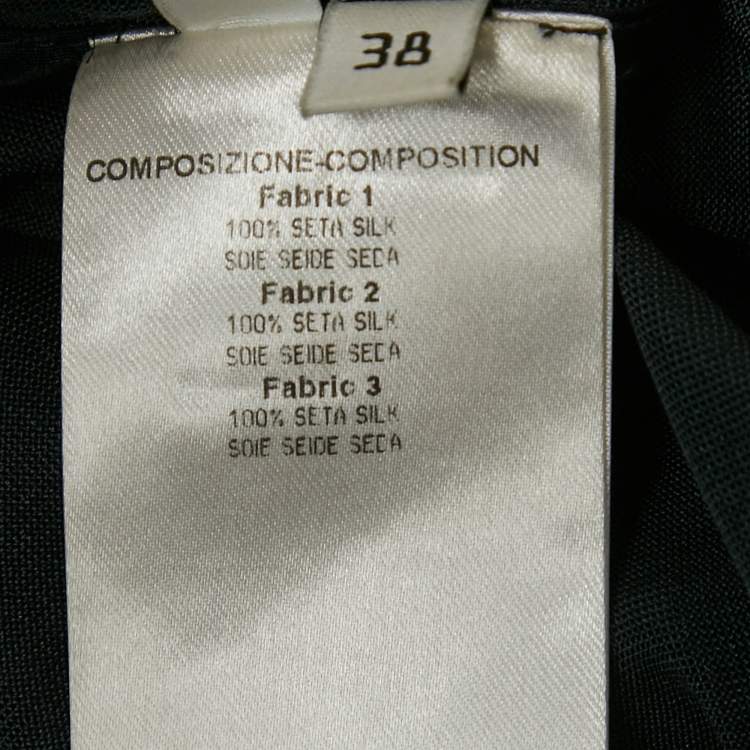 38
COMPOSIZIONE-COMPOSITION
Fabric 1
100% SETA SILK
SOIE SEIDE SEDA
Fabric 2
100% SETA SILK
SOIE SEIDE SEDA
Fabric 3
100% SETA SILK
SOIE SEIDE SEDA